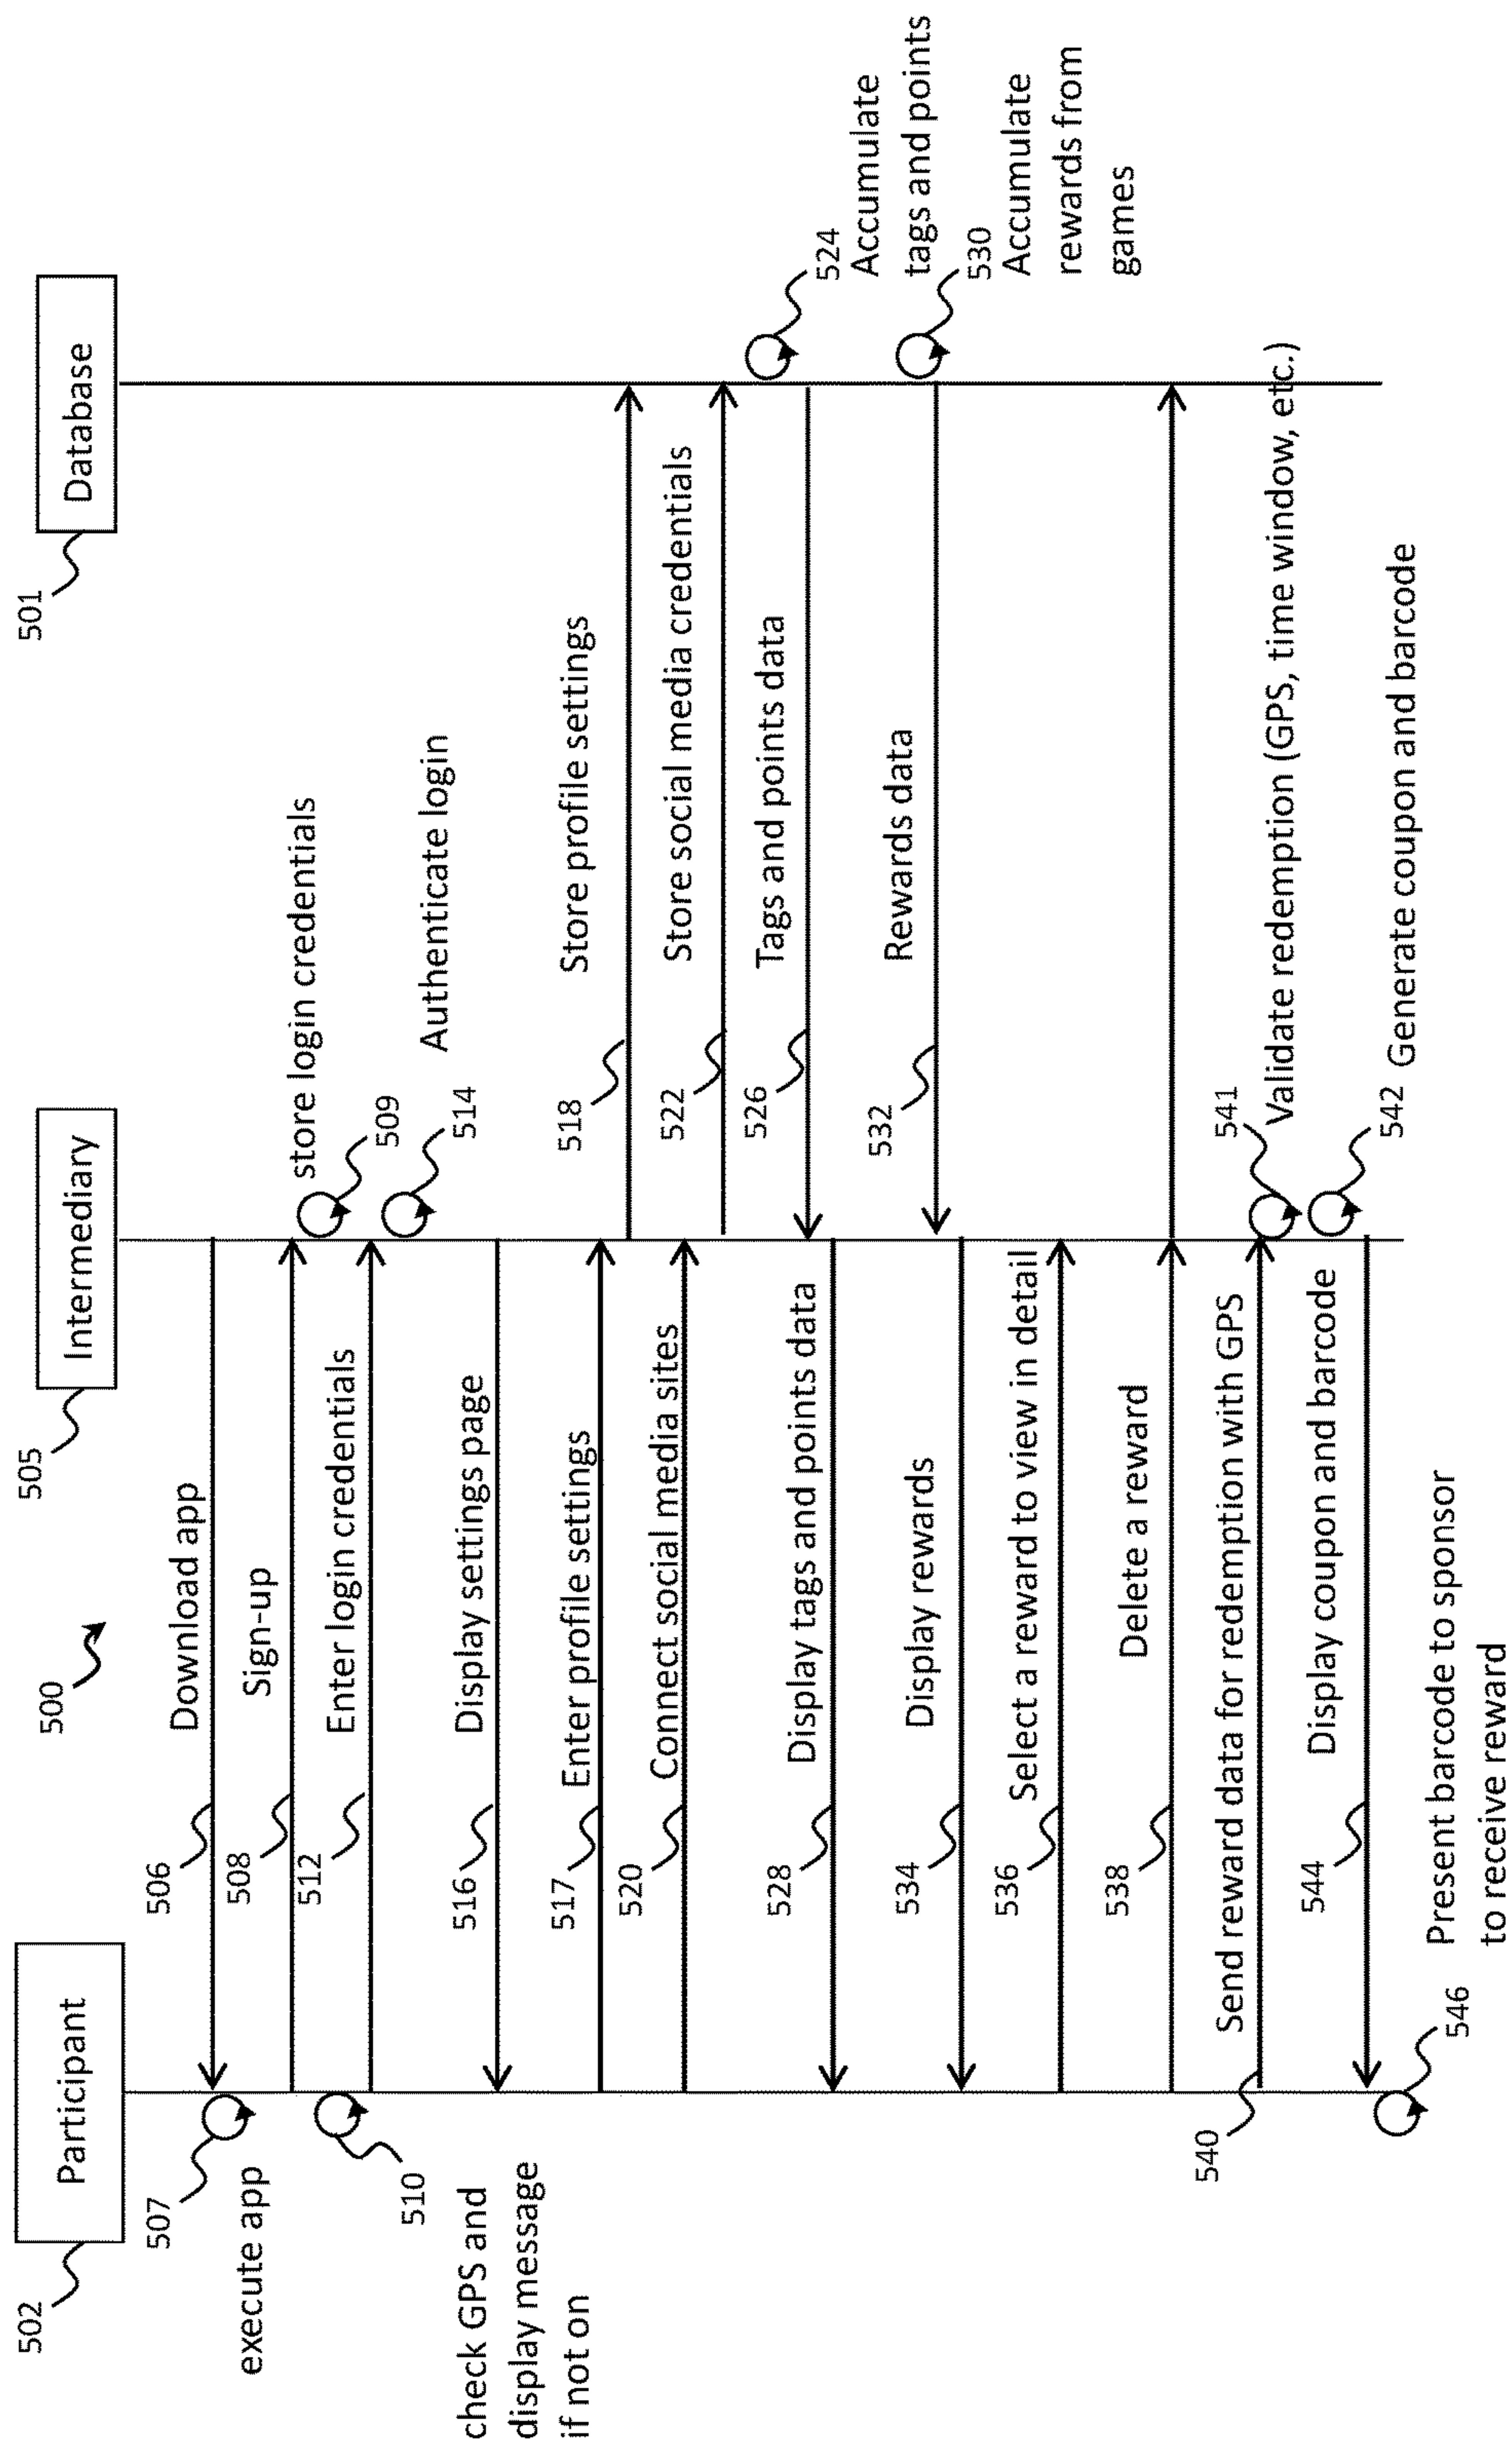 500
502
Participant
505
Intermediary
501
Database
506
Download app
507
execute app
508
Sign-up
store login credentials
509
510
check GPS and
display message
if not on
512
Enter login credentials
514
Authenticate login
516
Display settings page
517
Enter profile settings
518
Store profile settings
520
Connect social media sites
522
Store social media credentials
524
Accumulate
tags and points
526
Tags and points data
528
Display tags and points data
530
Accumulate
rewards from
games
532
Rewards data
534
Display rewards
536
Select a reward to view in detail
538
Delete a reward
540
Send reward data for redemption with GPS
541
Validate redemption (GPS, time window, etc.)
542
Generate coupon and barcode
544
Display coupon and barcode
546
Present barcode to sponsor
to receive reward